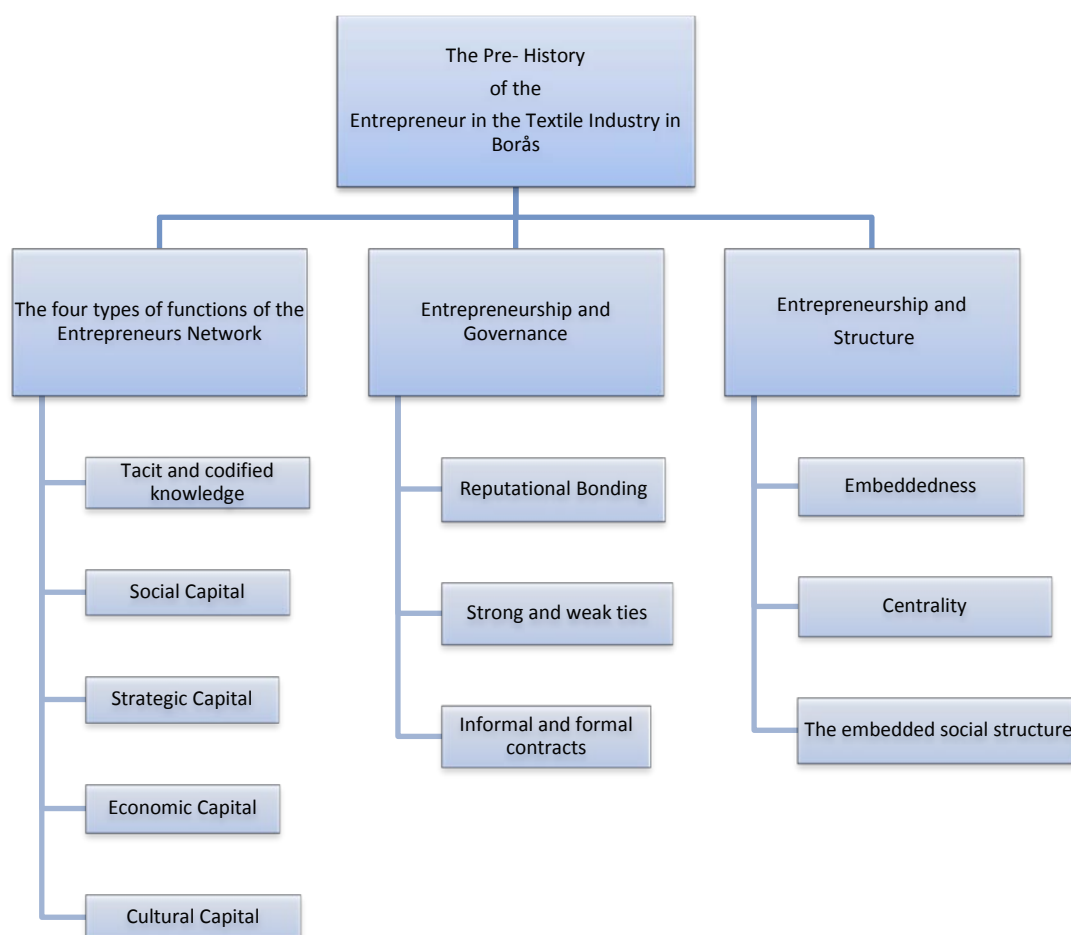 The Pre- History
of the
Entrepreneur in the Textile Industry in
Borås
The four types of functions of the
Entrepreneurs Network
Tacit and codified
knowledge
Social Capital
Strategic Capital
Economic Capital
Cultural Capital
Entrepreneurship and
Governance
Reputational Bonding
Strong and weak ties
Informal and formal
contracts
Entrepreneurship and
Structure
Embeddedness
Centrality
The embedded social structure